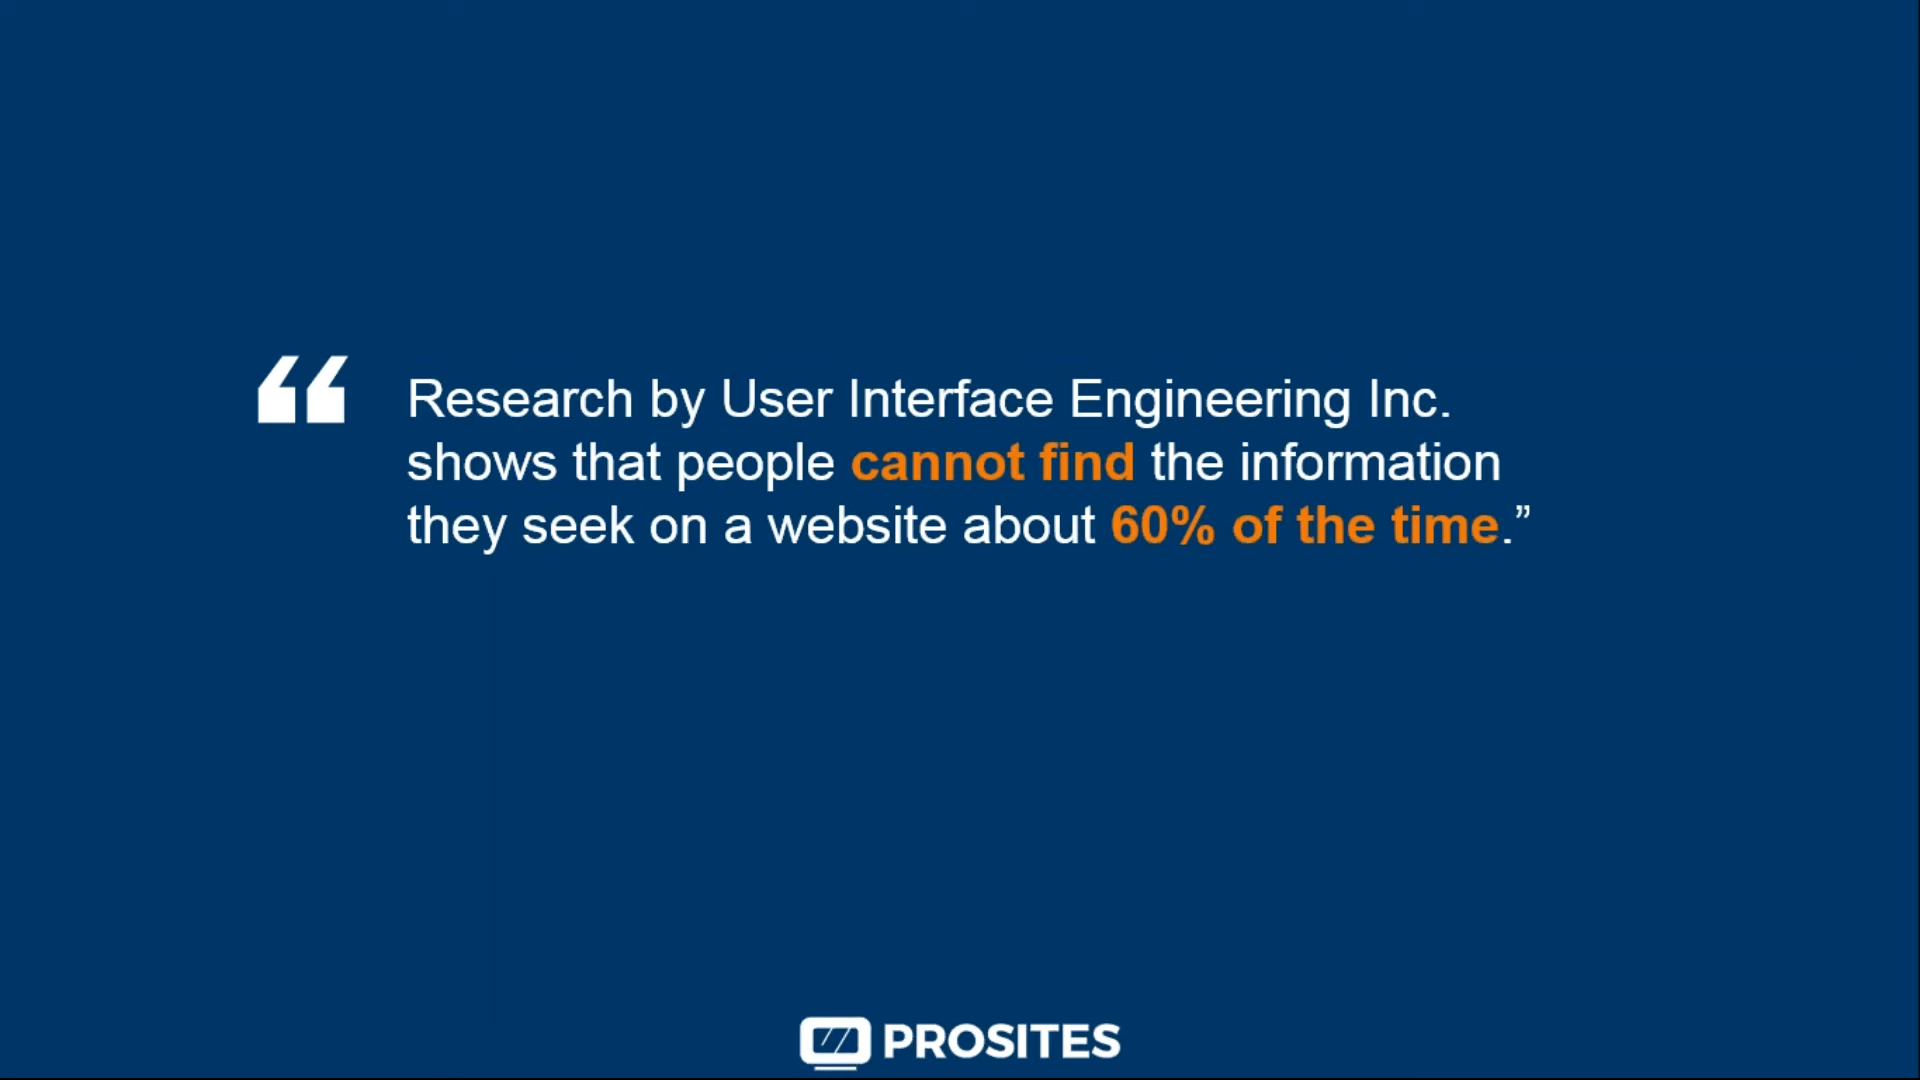 “ Research by User Interface Engineering Inc.
shows that people cannot find the information
they seek on a website about 60% of the time.”
PROSITES